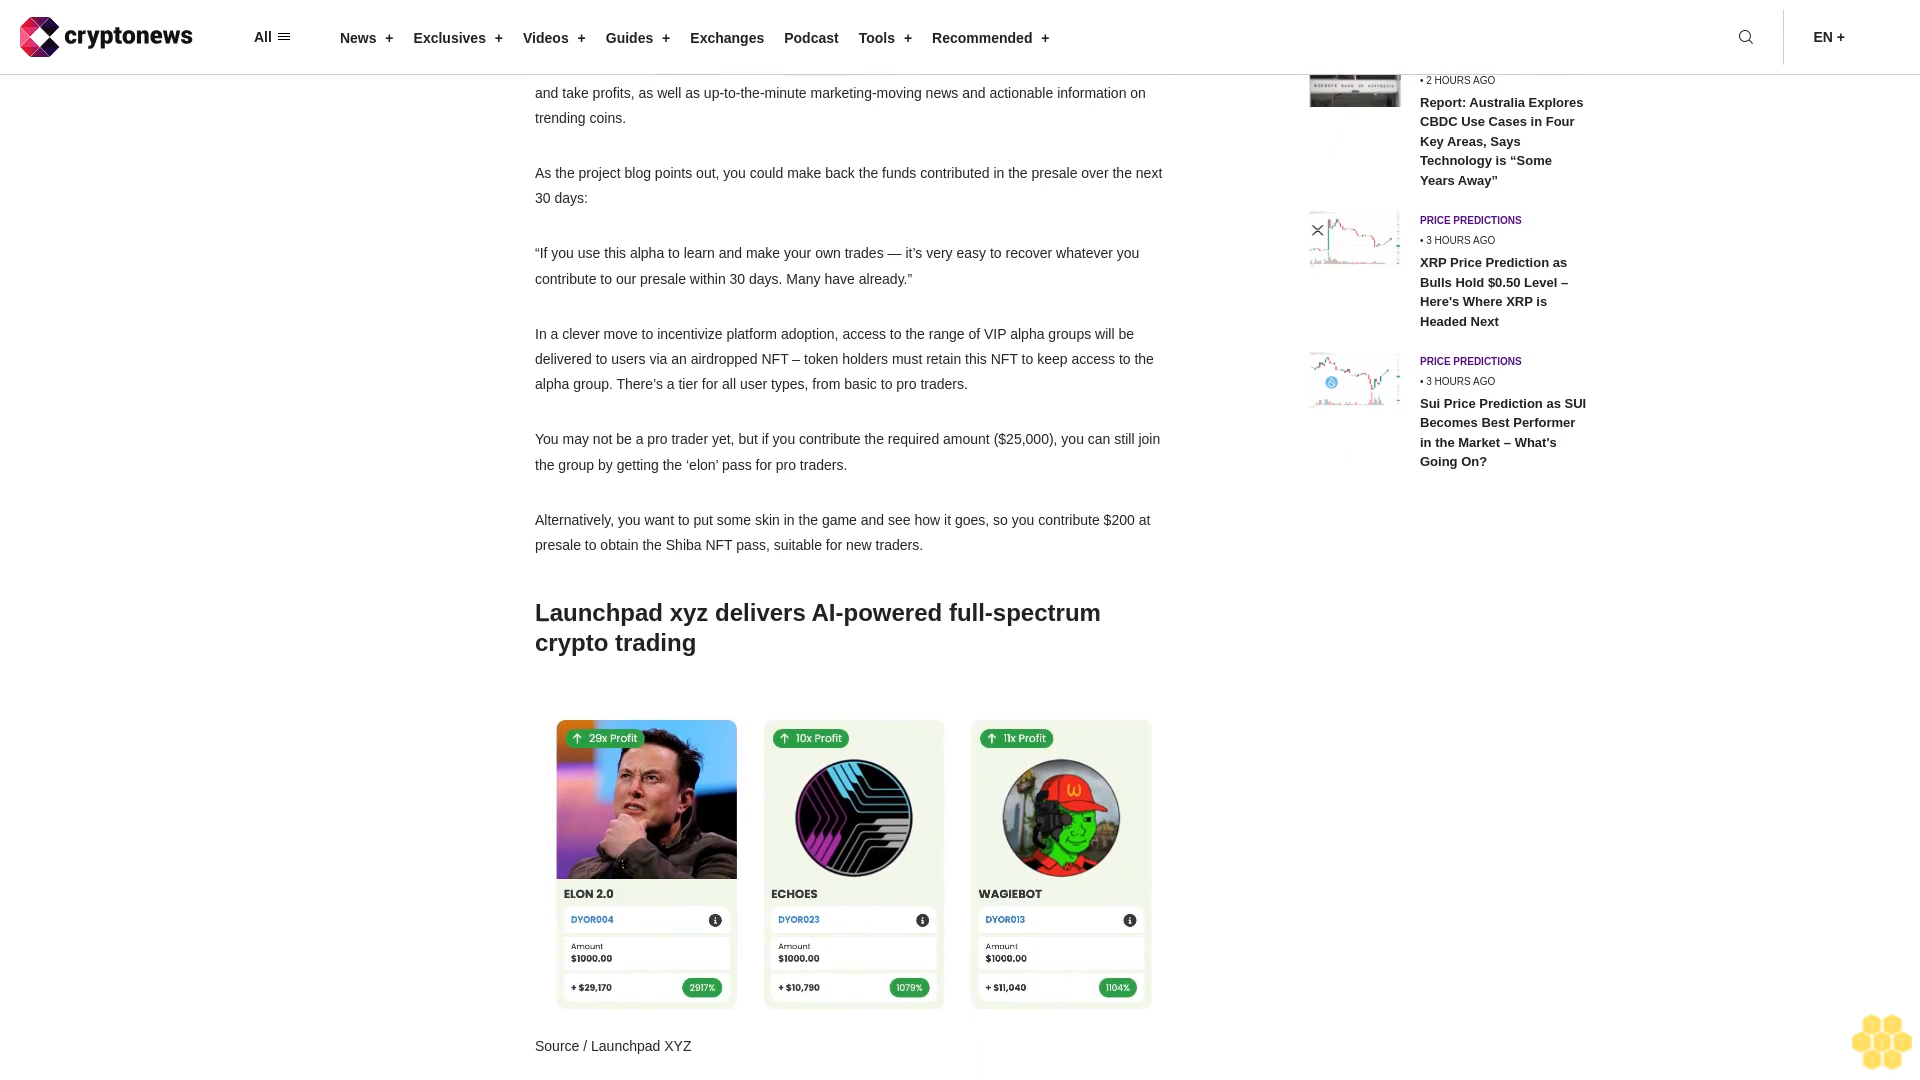 cryptonews
All
News +
Exclusives +
Videos +
Guides +
Exchanges
Podcast
Tools +
Recommended +
EN +
and take profits, as well as up-to-the-minute marketing-moving news and actionable information on
trending coins.
As the project blog points out, you could make back the funds contributed in the presale over the next
30 days:
“If you use this alpha to learn and make your own trades — it’s very easy to recover whatever you
contribute to our presale within 30 days. Many have already.”
In a clever move to incentivize platform adoption, access to the range of VIP alpha groups will be
delivered to users via an airdropped NFT – token holders must retain this NFT to keep access to the
alpha group. There’s a tier for all user types, from basic to pro traders.
You may not be a pro trader yet, but if you contribute the required amount ($25,000), you can still join
the group by getting the ‘elon’ pass for pro traders.
Alternatively, you want to put some skin in the game and see how it goes, so you contribute $200 at
presale to obtain the Shiba NFT pass, suitable for new traders.
Launchpad xyz delivers AI-powered full-spectrum
crypto trading
29x Profit
ELON 2.0
DYOR004
Amount
$1000.00
+ $29,170
2917%
10x Profit
ECHOES
DYOR023
Amount
$1000.00
+ $10,790
1079%
11x Profit
WAGIEBOT
DYOR013
Amount
$1000.00
+ $11,040
1104%
Source / Launchpad XYZ
RESERVE BANK OF AUSTRALIA
• 2 HOURS AGO
Report: Australia Explores
CBDC Use Cases in Four
Key Areas, Says
Technology is “Some
Years Away”
PRICE PREDICTIONS
• 3 HOURS AGO
XRP Price Prediction as
Bulls Hold $0.50 Level –
Here's Where XRP is
Headed Next
PRICE PREDICTIONS
• 3 HOURS AGO
Sui Price Prediction as SUI
Becomes Best Performer
in the Market – What's
Going On?